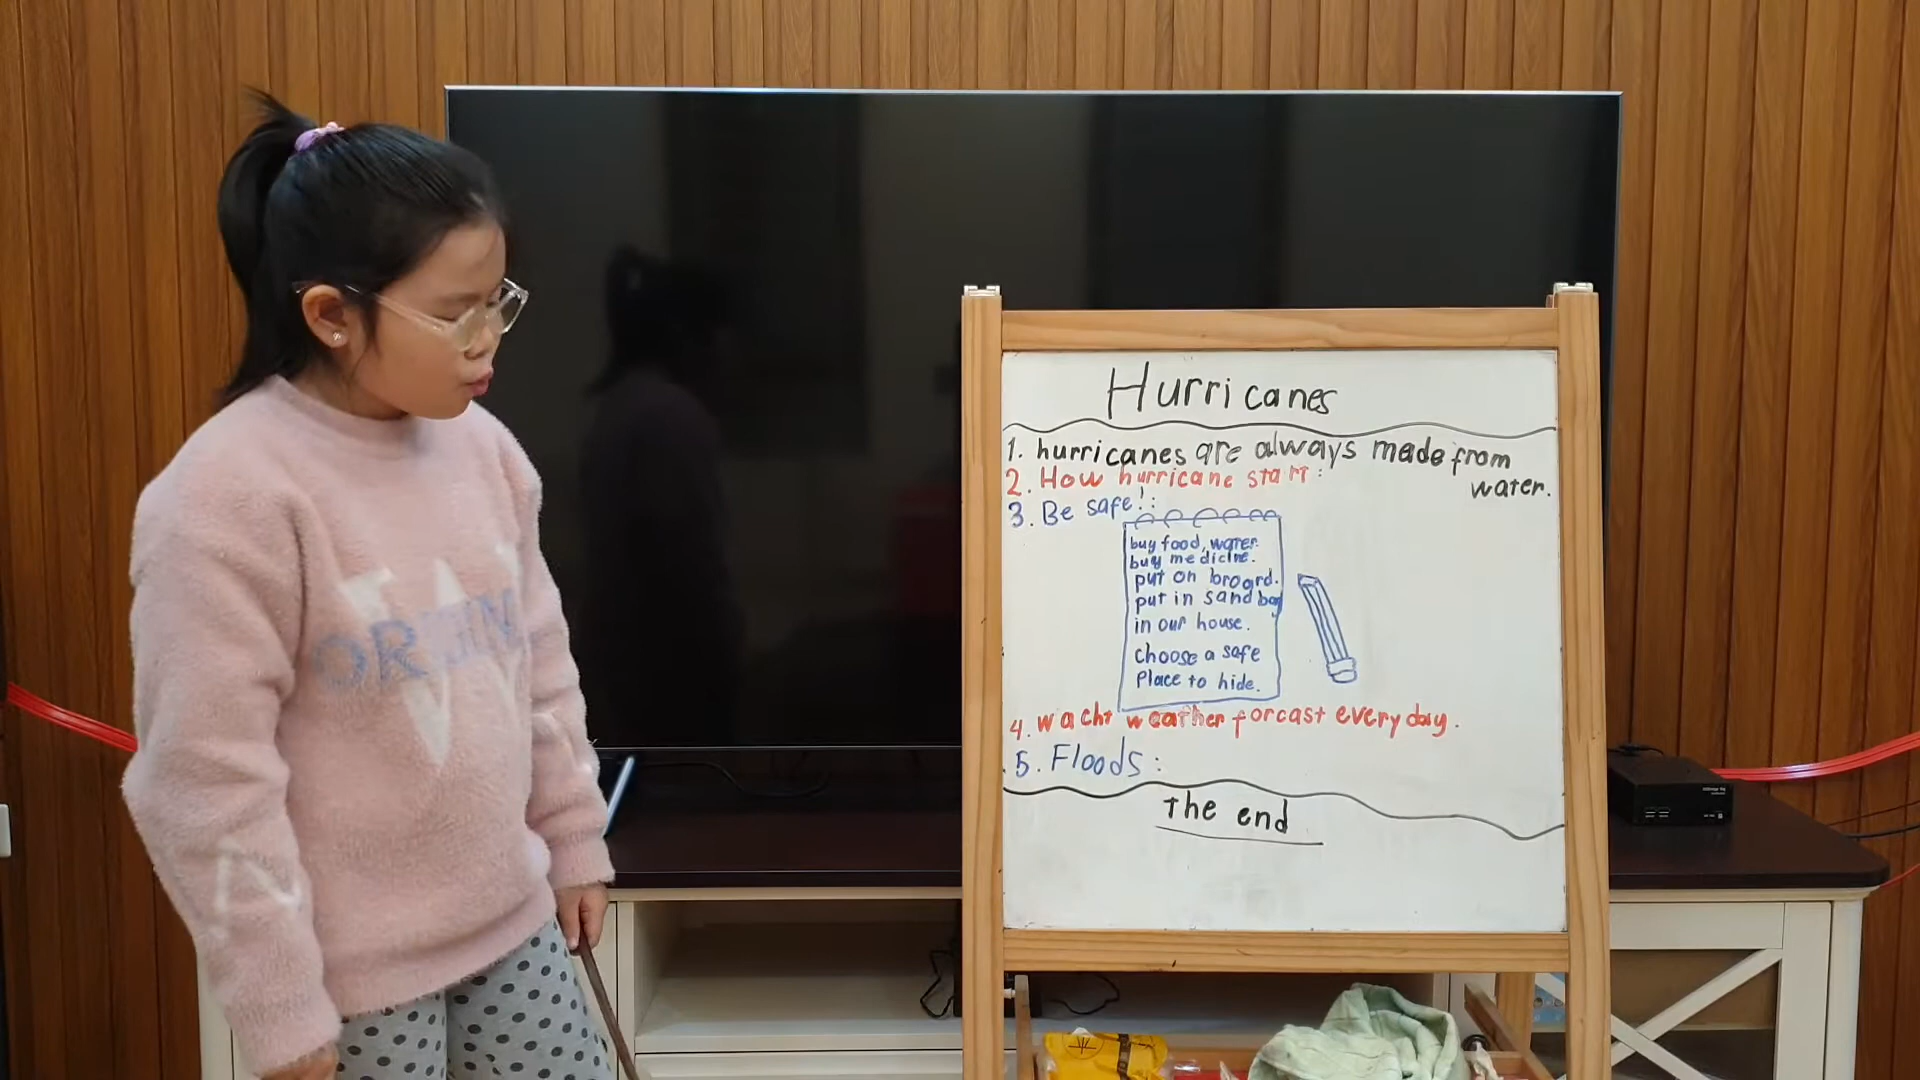 Hurricanes
1. hurricanes are always made from
water.
2. How hurricane start:
3. Be safe!:
buy food, water.
buy medicine.
put on broard.
put in sand bag
in our house.
choose a safe
Place to hide.
4. wacht weather forcast every day.
5. Floods:
The end